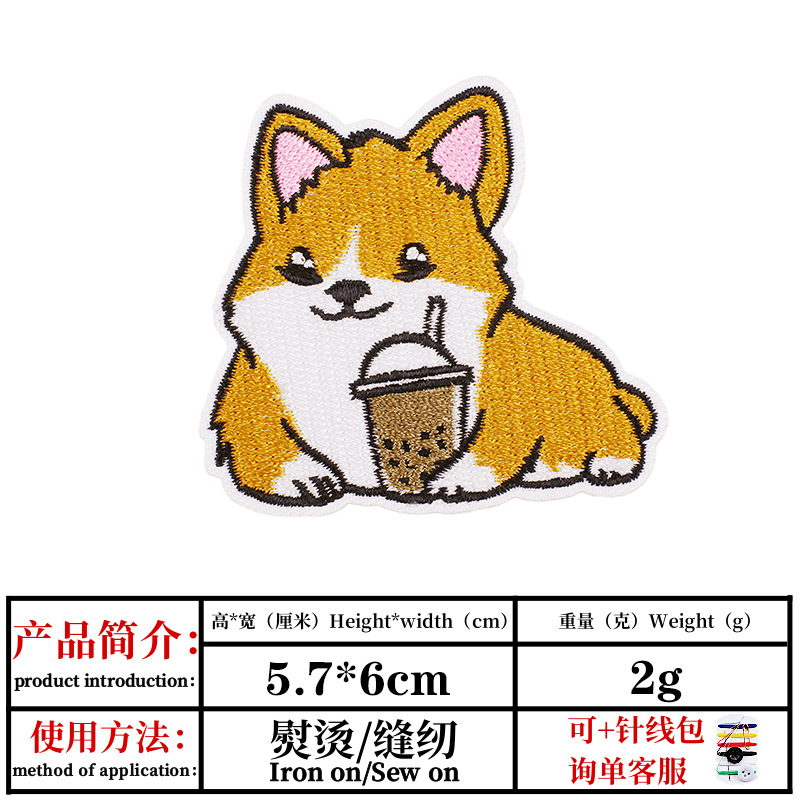 产品简介：
product introduction：
高*宽（厘米）Height*width（cm）
重量（克）Weight（g）
5.7*6cm
2g
使用方法：
method of application：
熨烫/缝纫
Iron on/Sew on
可+针线包
询单客服